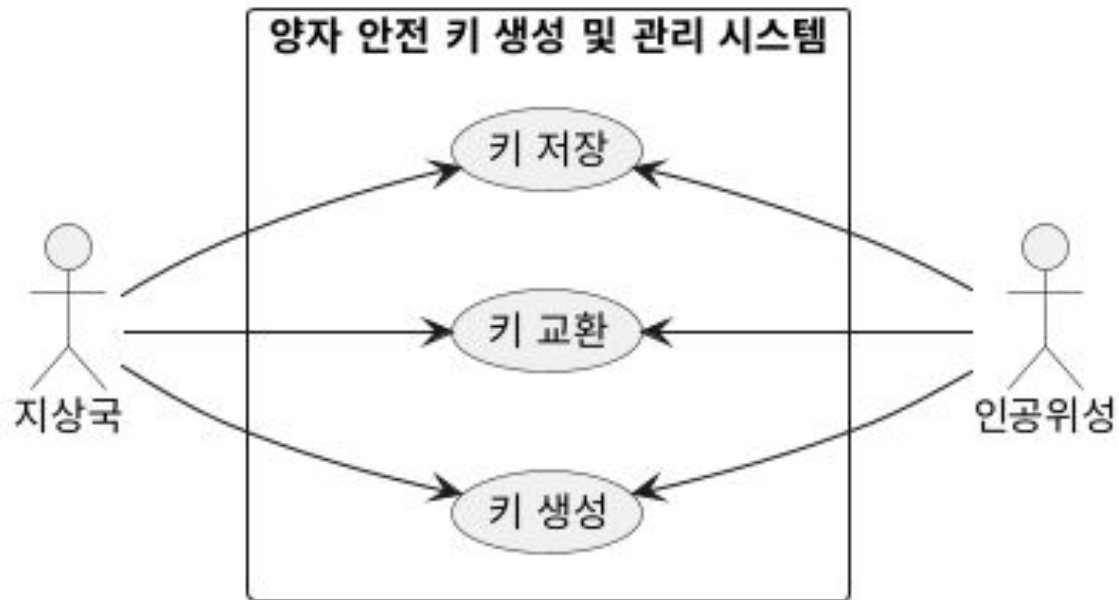 양자 안전 키 생성 및 관리 시스템
키 저장
키 교환
지상국
인공위성
키 생성